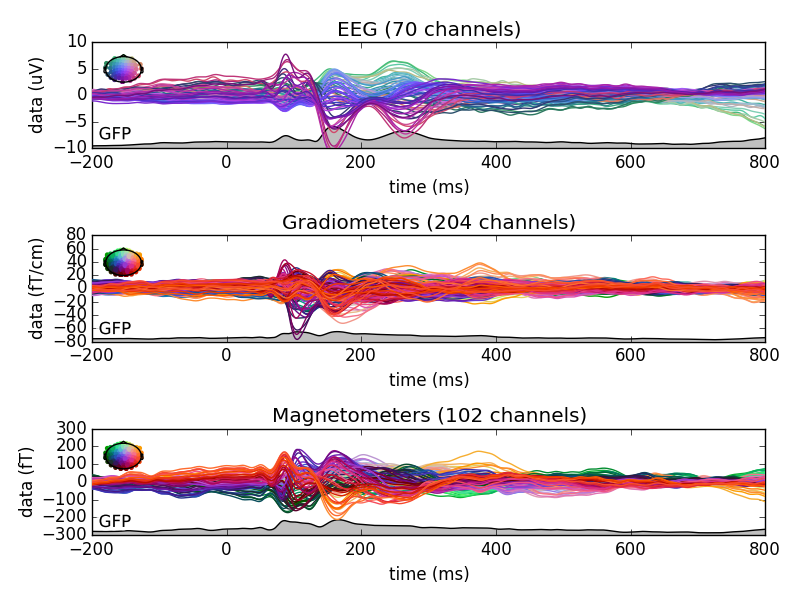 EEG (70 channels)
10
5
0
−5
−10
data (uV)
GFP
−200 0 200 400 600 800
time (ms)
Gradiometers (204 channels)
80
60
40
20
0
−20
−40
−60
−80
data (fT/cm)
GFP
−200 0 200 400 600 800
time (ms)
Magnetometers (102 channels)
300
200
100
0
−100
−200
−300
data (fT)
GFP
−200 0 200 400 600 800
time (ms)